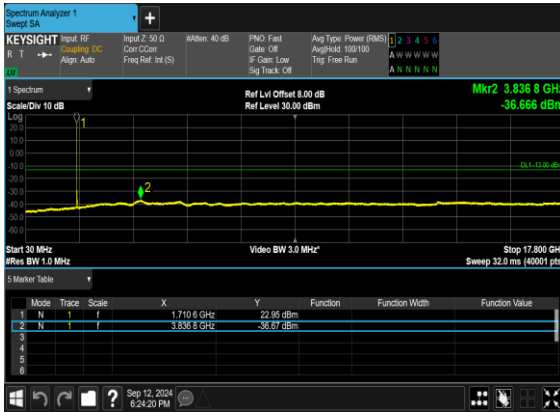 Spectrum Analyzer 1
Swept SA
+
KEYSIGHT
R T
Input: RF
Coupling: DC
Align: Auto
Input Z: 50 Ω
Corr CCorr
Freq Ref: Int (S)
#Atten: 40 dB
PNO: Fast
Gate: Off
IF Gain: Low
Sig Track: Off
Avg Type: Power (RMS)
Avg|Hold: 100/100
Trig: Free Run
1 2 3 4 5 6
A W W W W W
A N N N N N
1 Spectrum
Scale/Div 10 dB
Ref Lvl Offset 8.00 dB
Ref Level 30.00 dBm
Mkr2 3.836 8 GHz
-36.666 dBm
Log
20.0
10.0
0.00
-10.0
-20.0
-30.0
-40.0
-50.0
-60.0
1
2
DL1 -13.00 dBm
Start 30 MHz
#Res BW 1.0 MHz
Video BW 3.0 MHz*
Stop 17.800 GHz
Sweep 32.0 ms (40001 pts)
5 Marker Table
Mode Trace Scale X Y Function Function Width Function Value
1 N 1 f 1.710 6 GHz 22.95 dBm
2 N 1 f 3.836 8 GHz -36.67 dBm
3
4
5
6
?
Sep 12, 2024
6:24:20 PM